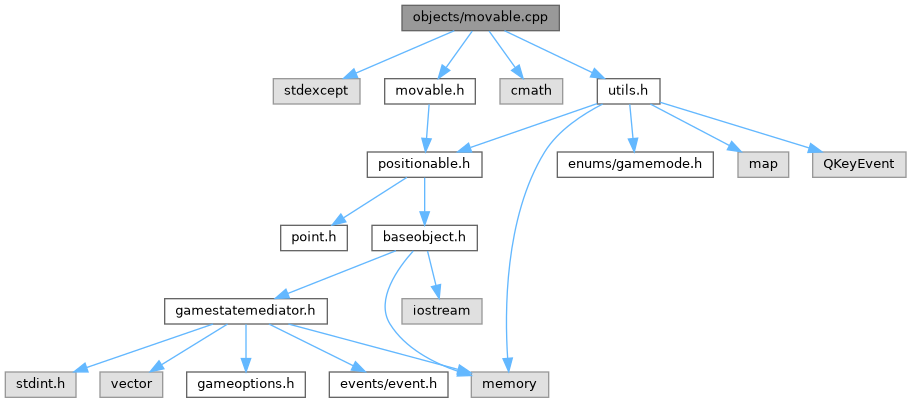 objects/movable.cpp
stdexcept
movable.h
cmath
utils.h
positionable.h
enums/gamemode.h
map
QKeyEvent
point.h
baseobject.h
gamestatemediator.h
iostream
stdint.h
vector
gameoptions.h
events/event.h
memory